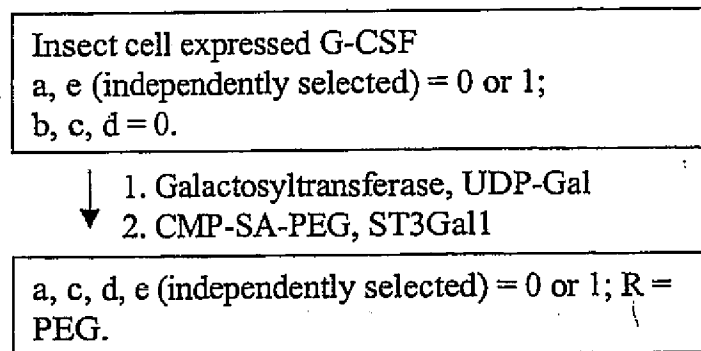 Insect cell expressed G-CSF
a, e (independently selected) = 0 or 1;
b, c, d = 0.
1. Galactosyltransferase, UDP-Gal
2. CMP-SA-PEG, ST3Gal1
a, c, d, e (independently selected) = 0 or 1; R =
PEG.